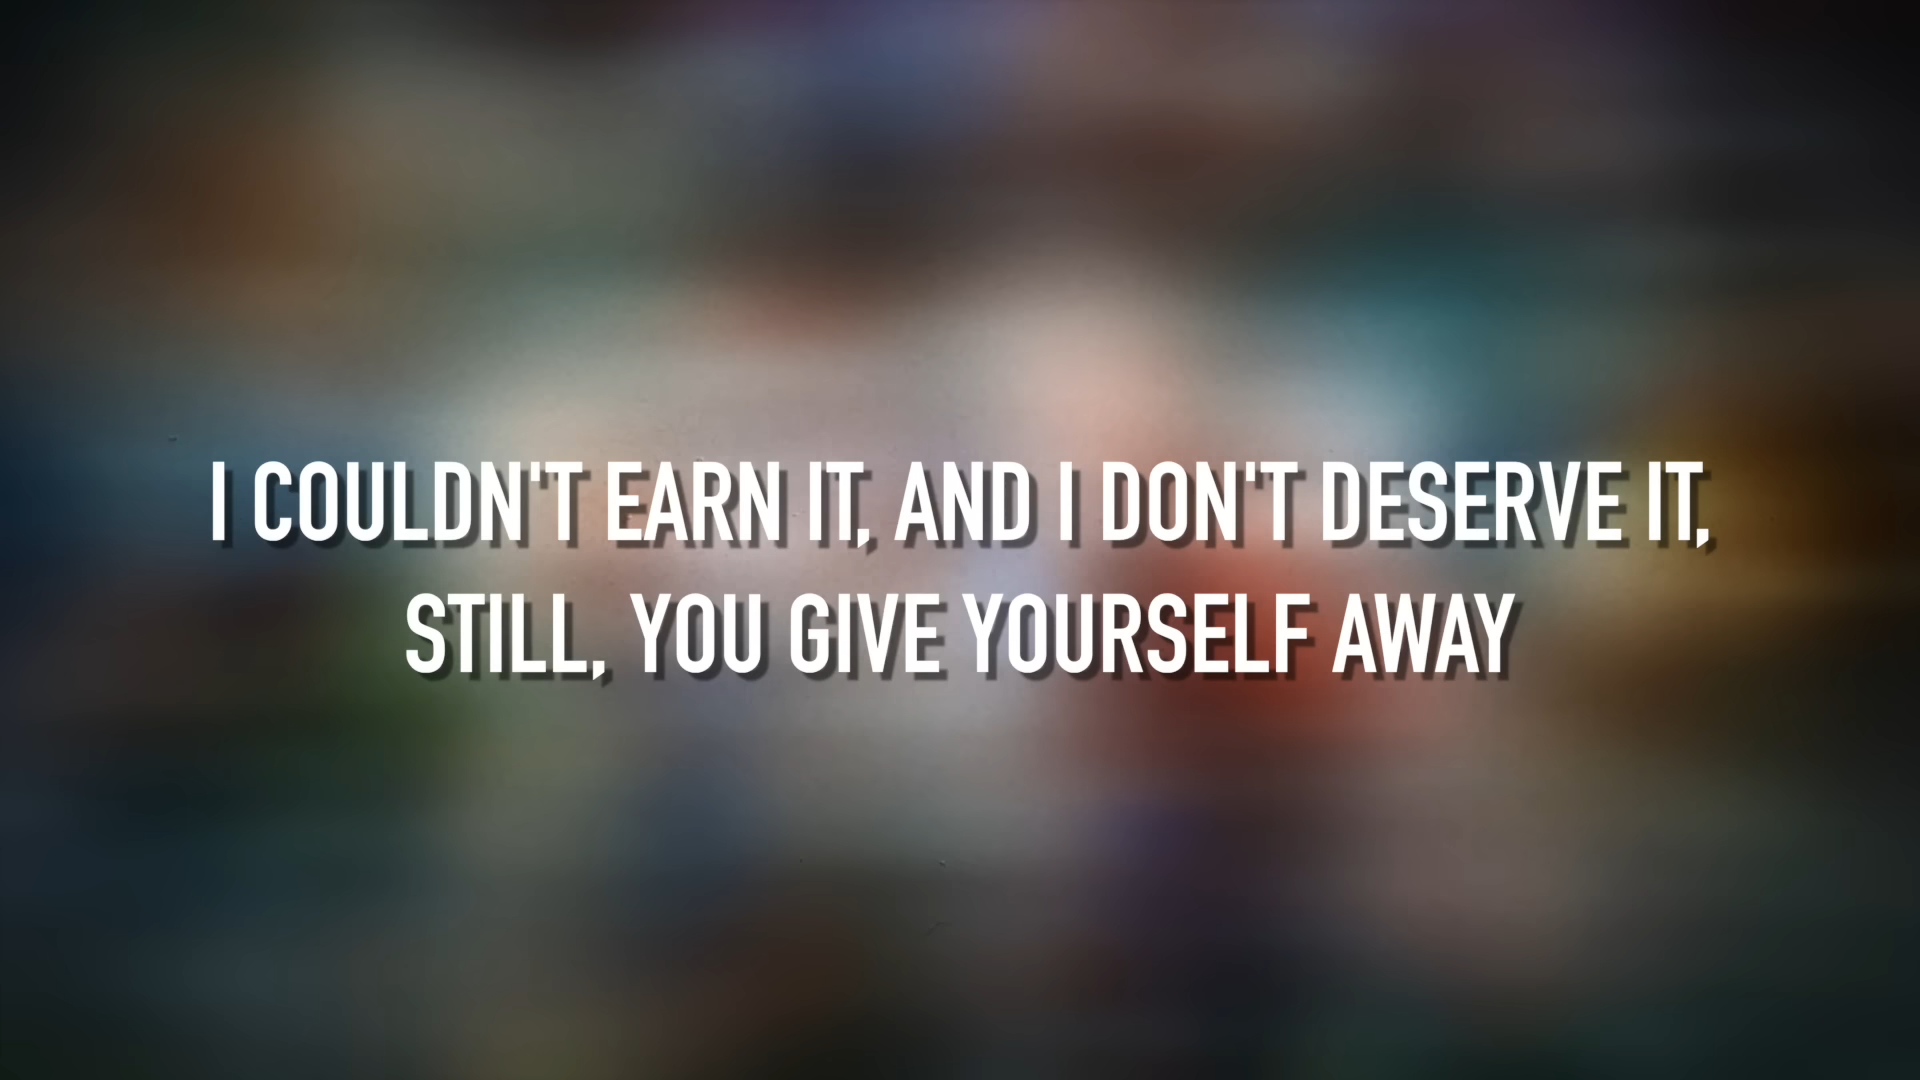 I COULDN'T EARN IT, AND I DON'T DESERVE IT,
STILL, YOU GIVE YOURSELF AWAY